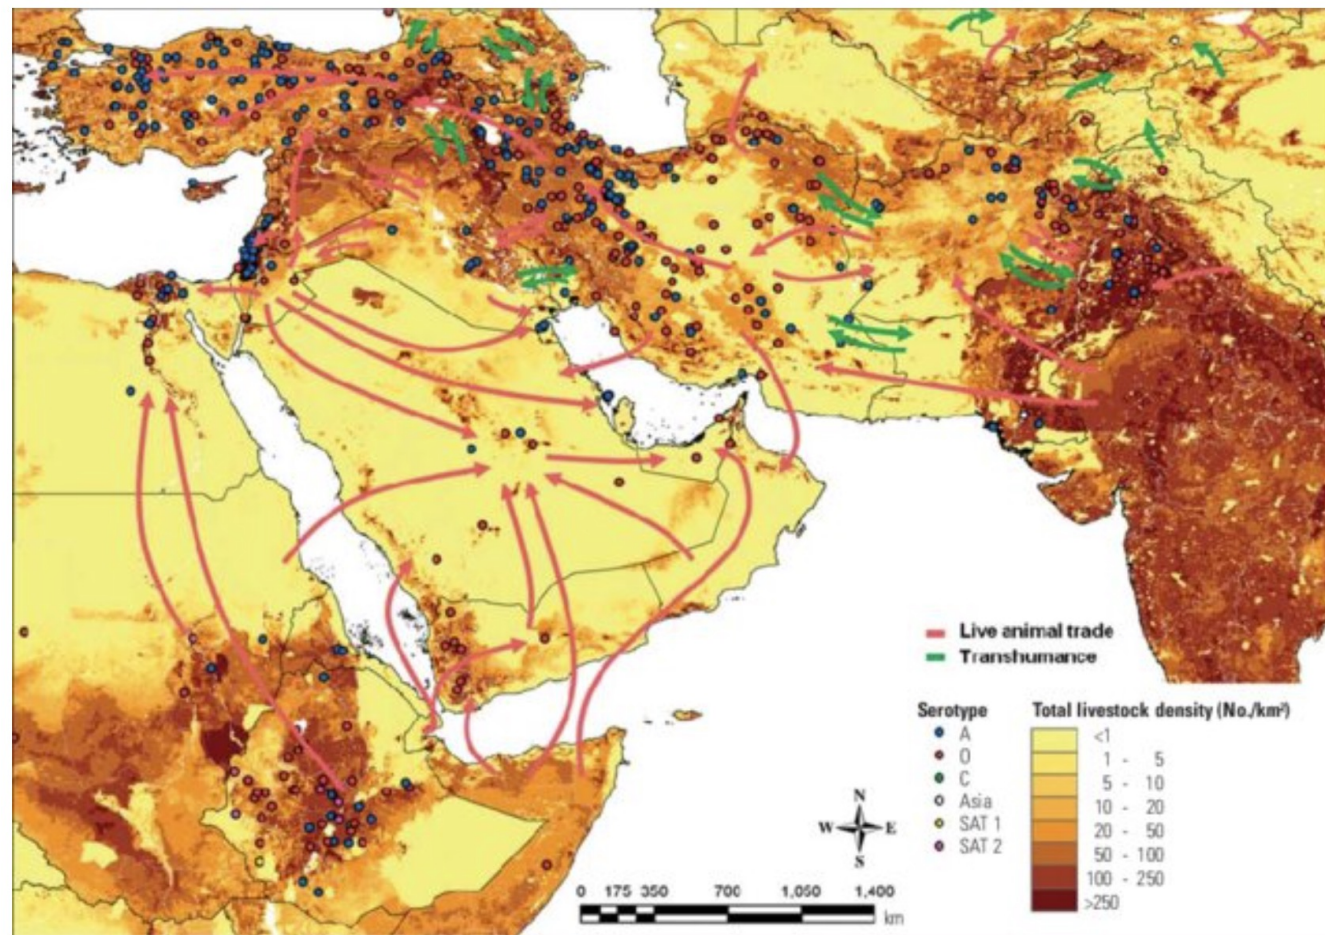 Live animal trade
Transhumance
Serotype
A
O
C
Asia
SAT 1
SAT 2
Total livestock density (No./km²)
<1
1 - 5
5 - 10
10 - 20
20 - 50
50 - 100
100 - 250
>250
N
W E
S
0 175 350 700 1,050 1,400
km